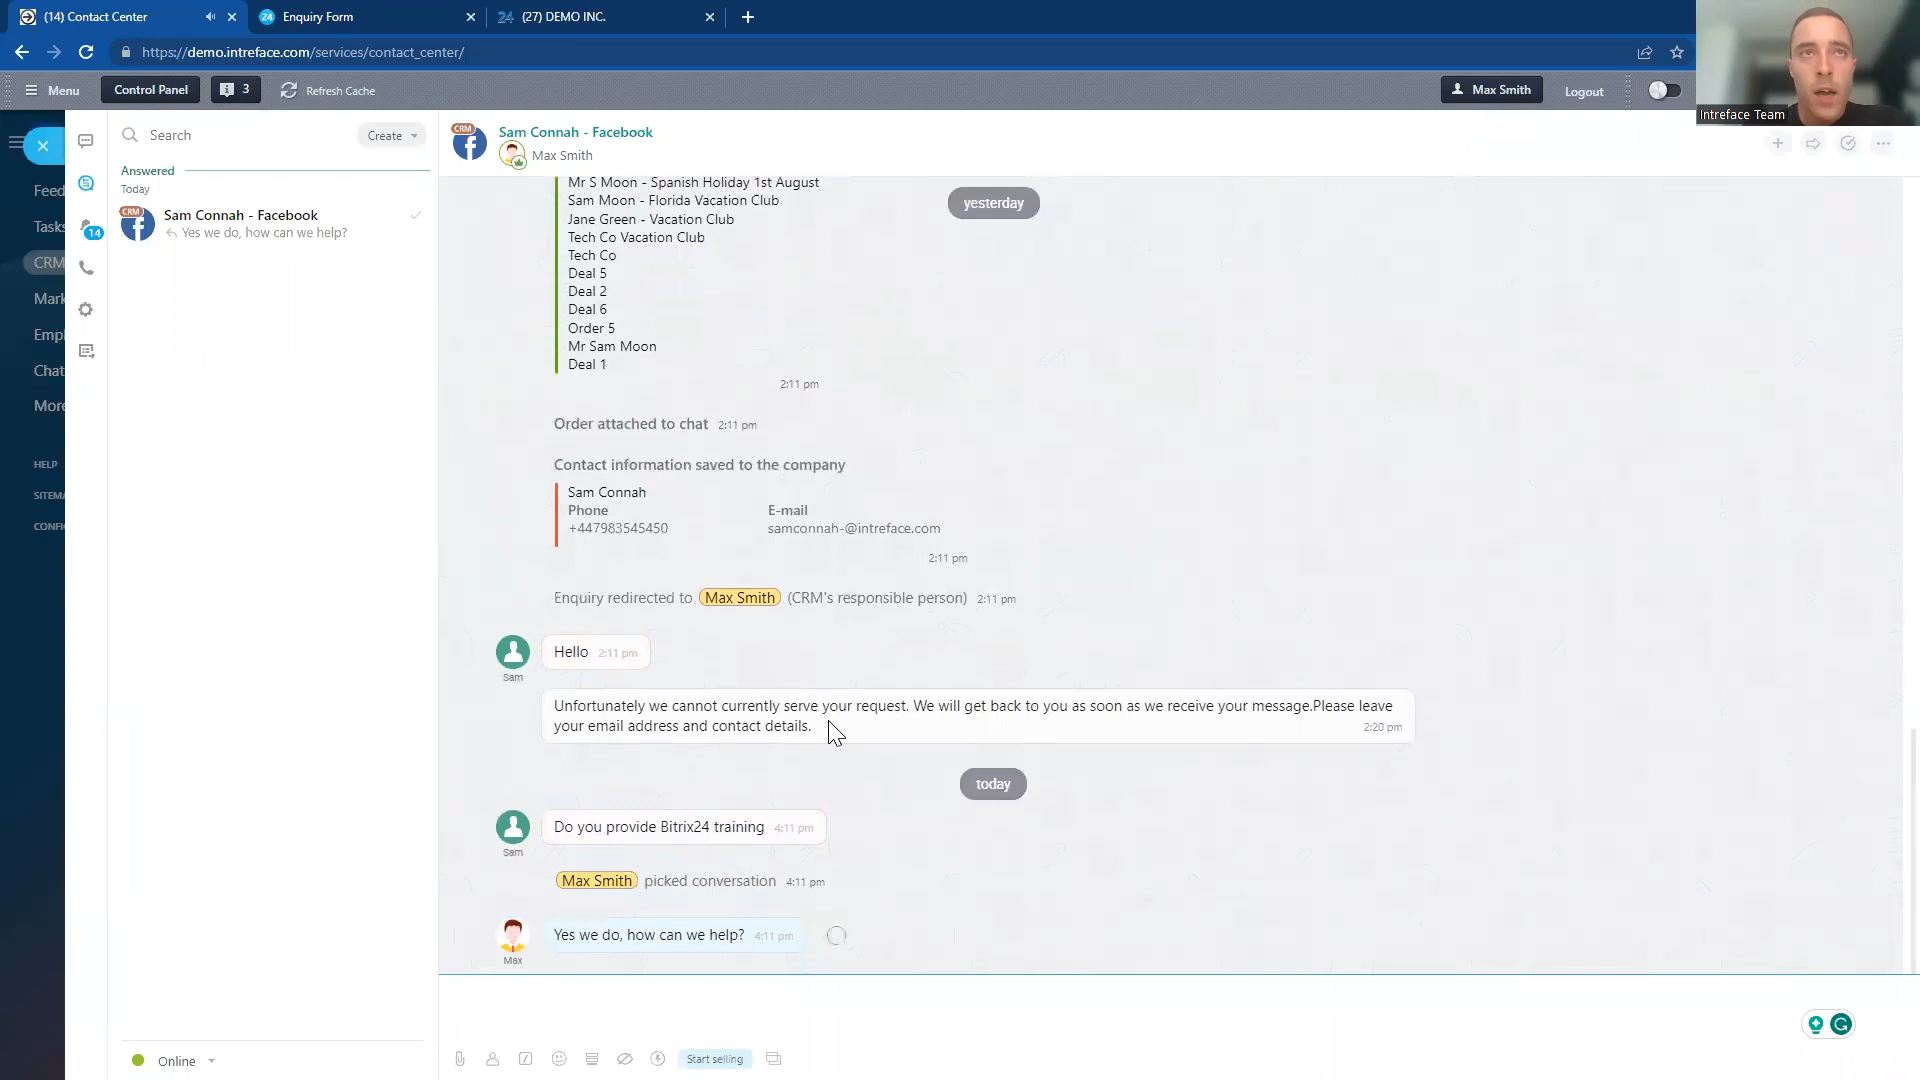 (14) Contact Center
24 Enquiry Form
24 (27) DEMO INC.
https://demo.intreface.com/services/contact_center/
Menu
Control Panel
3
Refresh Cache
Max Smith
Logout
Intreface Team
Feed
Tasks
CRM
Mark
Empl
Chat
More
HELP
SITEM
CONFI
14
Search
Create
Answered
Today
CRM
Sam Connah - Facebook
Yes we do, how can we help?
Online
CRM
Sam Connah - Facebook
Max Smith
yesterday
Mr S Moon - Spanish Holiday 1st August
Sam Moon - Florida Vacation Club
Jane Green - Vacation Club
Tech Co Vacation Club
Tech Co
Deal 5
Deal 2
Deal 6
Order 5
Mr Sam Moon
Deal 1
2:11 pm
Order attached to chat 2:11 pm
Contact information saved to the company
Sam Connah
Phone E-mail
+447983545450 samconnah-@intreface.com
2:11 pm
Enquiry redirected to Max Smith (CRM's responsible person) 2:11 pm
Hello 2:11 pm
Sam
Unfortunately we cannot currently serve your request. We will get back to you as soon as we receive your message.Please leave
your email address and contact details. 2:20 pm
today
Do you provide Bitrix24 training 4:11 pm
Sam
Max Smith picked conversation 4:11 pm
Yes we do, how can we help? 4:11 pm
Max
Start selling